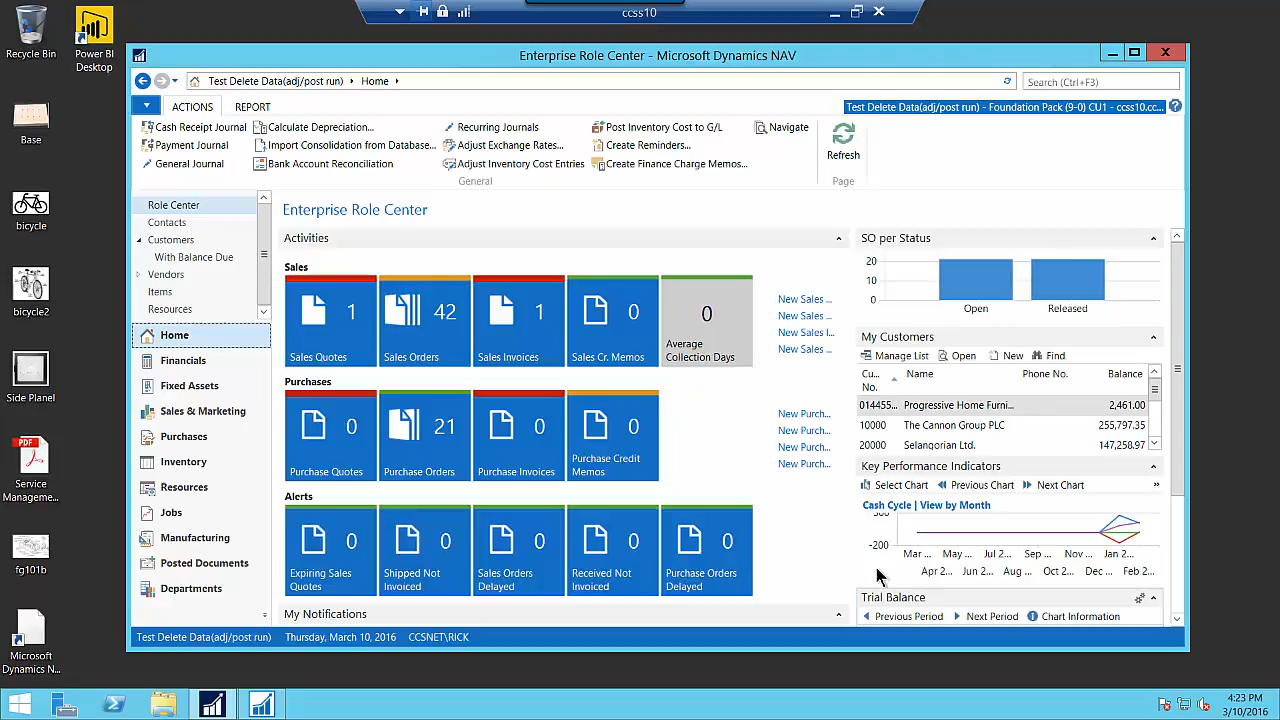 ccss10
Recycle Bin
Power BI
Desktop
Base
bicycle
bicycle2
Side Panel
PDF
Service
Manageme...
fg101b
Microsoft
Dynamics N...
Enterprise Role Center - Microsoft Dynamics NAV
Test Delete Data(adj/post run) Home
Search (Ctrl+F3)
ACTIONS REPORT
Test Delete Data(adj/post run) - Foundation Pack (9-0) CU1 - ccss10.cc...
Cash Receipt Journal
Payment Journal
General Journal
Calculate Depreciation...
Import Consolidation from Database...
Bank Account Reconciliation
Recurring Journals
Adjust Exchange Rates...
Adjust Inventory Cost Entries
Post Inventory Cost to G/L
Create Reminders...
Create Finance Charge Memos...
Navigate
General
Refresh
Page
Role Center
Contacts
Customers
With Balance Due
Vendors
Items
Resources
Home
Financials
Fixed Assets
Sales & Marketing
Purchases
Inventory
Resources
Jobs
Manufacturing
Posted Documents
Departments
Enterprise Role Center
Activities
Sales
1
Sales Quotes
42
Sales Orders
1
Sales Invoices
0
Sales Cr. Memos
0
Average
Collection Days
New Sales ...
New Sales ...
New Sales I...
New Sales ...
Purchases
0
Purchase Quotes
21
Purchase Orders
0
Purchase Invoices
0
Purchase Credit
Memos
New Purch...
New Purch...
New Purch...
New Purch...
Alerts
0
Expiring Sales
Quotes
0
Shipped Not
Invoiced
0
Sales Orders
Delayed
0
Received Not
Invoiced
0
Purchase Orders
Delayed
My Notifications
SO per Status
20
10
0
Open Released
My Customers
Manage List Open New Find
Cu...
No. Name Phone No. Balance
014455... Progressive Home Furni... 2,461.00
10000 The Cannon Group PLC 255,797.35
20000 Selangorian Ltd. 147,258.97
Key Performance Indicators
Select Chart Previous Chart Next Chart »
Cash Cycle | View by Month
-200
Mar ... May ... Jul 2... Sep ... Nov ... Jan 2...
Apr 2... Jun 2... Aug ... Oct 2... Dec ... Feb 2...
Trial Balance
Previous Period Next Period Chart Information
Test Delete Data(adj/post run) Thursday, March 10, 2016 CCSNET\RICK
4:23 PM
3/10/2016